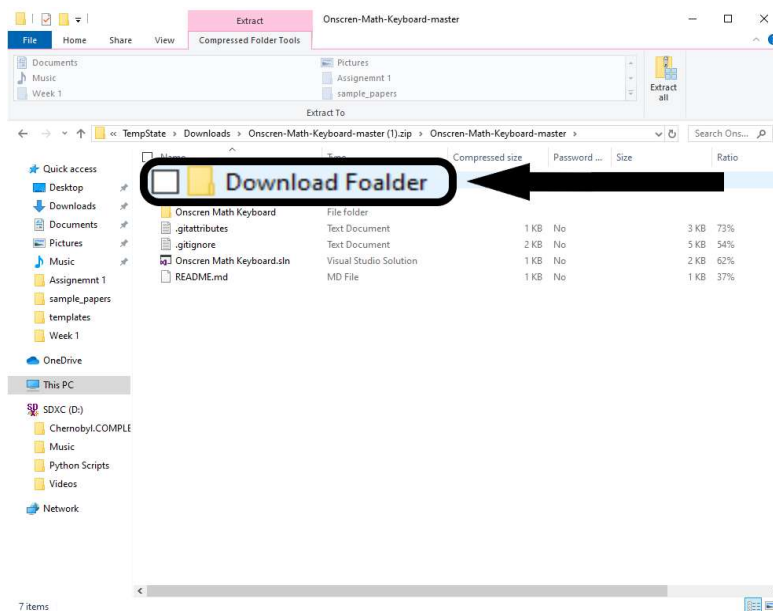 Extract
Onscren-Math-Keyboard-master
File Home Share View Compressed Folder Tools
Documents
Music
Week 1
Pictures
Assignemnt 1
sample_papers
Extract
all
Extract To
« TempState > Downloads > Onscren-Math-Keyboard-master (1).zip > Onscren-Math-Keyboard-master >
Search Ons...
Name Type Compressed size Password ... Size Ratio
Download Foalder
Onscren Math Keyboard File folder
.gitattributes Text Document 1 KB No 3 KB 73%
.gitignore Text Document 2 KB No 5 KB 54%
Onscren Math Keyboard.sln Visual Studio Solution 1 KB No 2 KB 62%
README.md MD File 1 KB No 1 KB 37%
Quick access
Desktop
Downloads
Documents
Pictures
Music
Assignemnt 1
sample_papers
templates
Week 1
OneDrive
This PC
SDXC (D:)
Chernobyl.COMPLE
Music
Python Scripts
Videos
Network
7 items